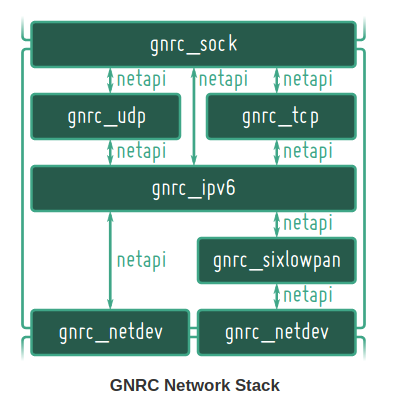 gnrc_sock
netapi netapi netapi
gnrc_udp gnrc_tcp
netapi netapi
gnrc_ipv6
netapi
netapi
gnrc_sixlowpan
netapi
gnrc_netdev gnrc_netdev
GNRC Network Stack